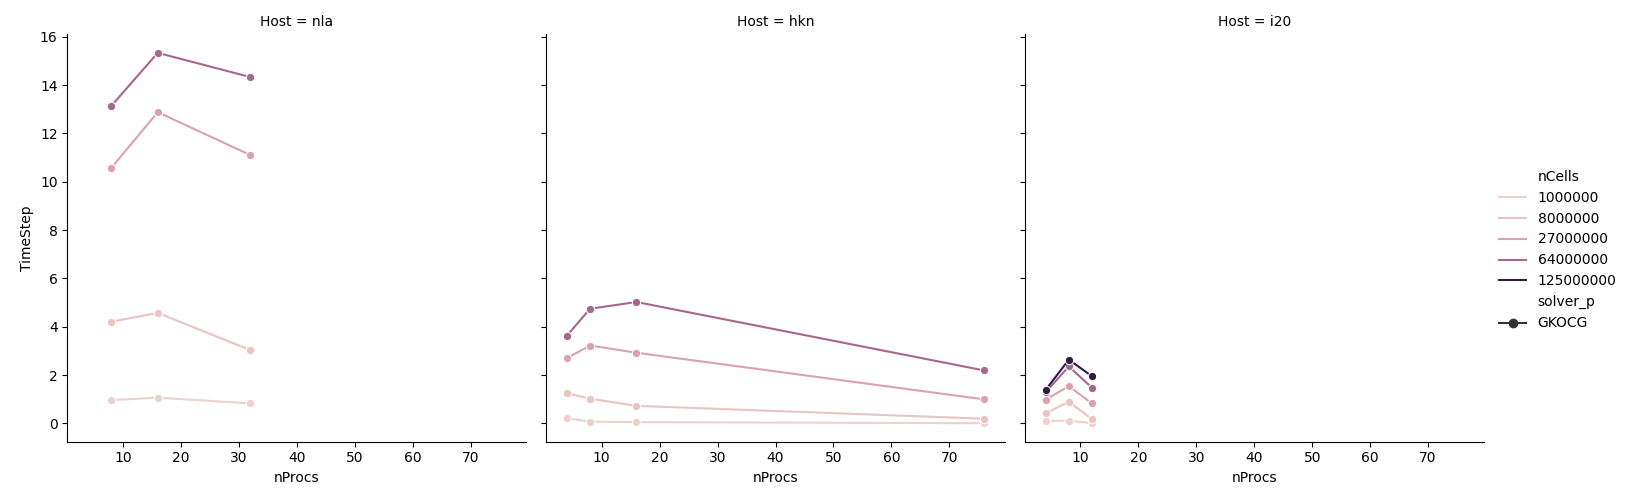 Host = nla
Host = hkn
Host = i20
16
14
12
10
8
6
4
2
0
TimeStep
10 20 30 40 50 60 70
nProcs
10 20 30 40 50 60 70
nProcs
10 20 30 40 50 60 70
nProcs
nCells
1000000
8000000
27000000
64000000
125000000
solver_p
GKOCG